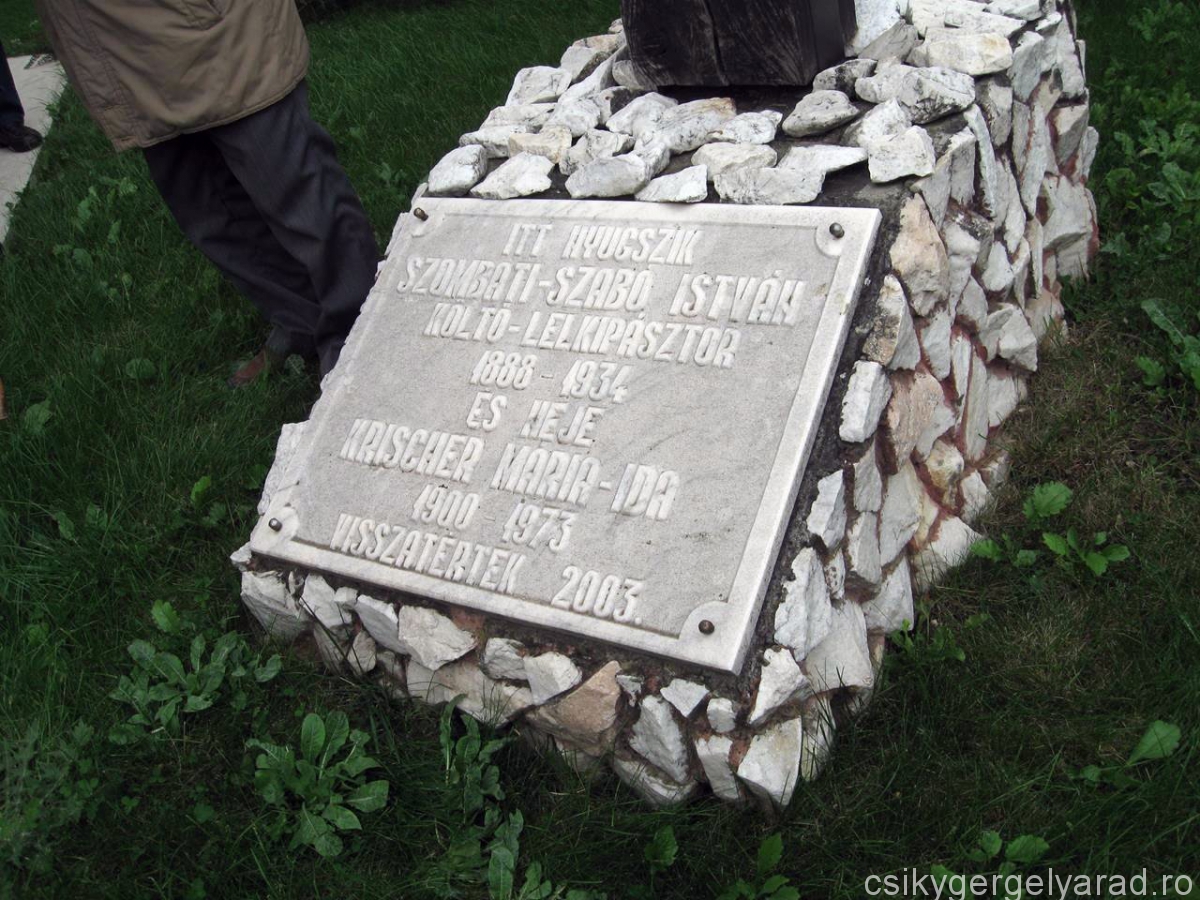 ITT NYUGSZIK
SZOMBATI-SZABÓ ISTVÁN
KÖLTŐ-LELKIPÁSZTOR
1888 - 1934
ÉS NEJE
KRISCHER MÁRIA-IDA
1900 - 1973
VISSZATÉRTEK 2003.
csikygergelyarad.ro